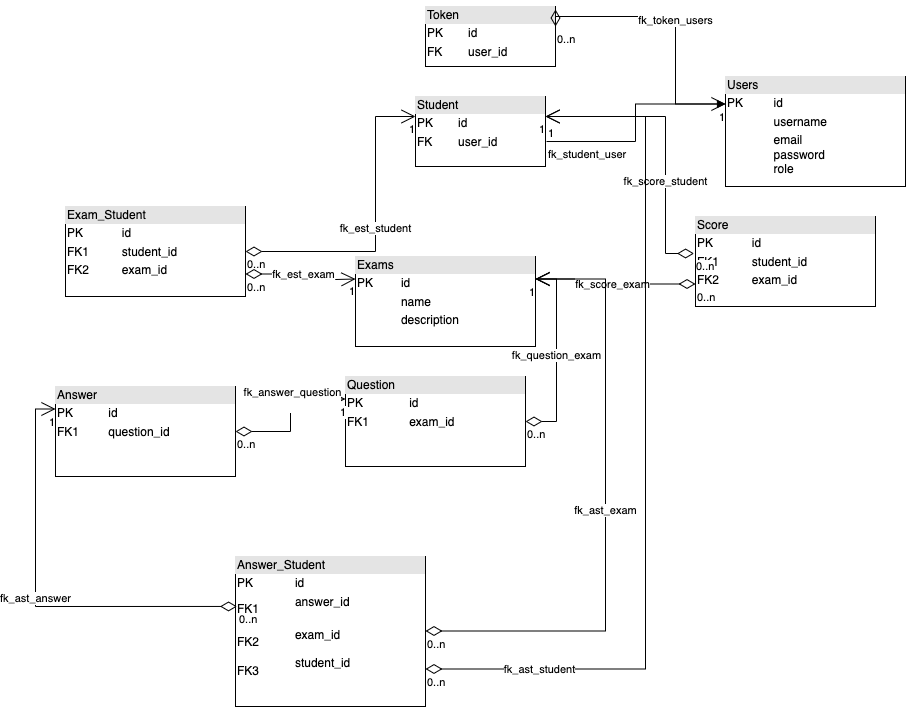 Token
PK id
FK user_id
0..n
fk_token_users
Users
PK id
username
email
password
role
1
Student
PK id
FK user_id
1
1
1
fk_student_user
fk_score_student
Exam_Student
PK id
FK1 student_id
FK2 exam_id
0..n
0..n
fk_est_student
fk_est_exam
Score
PK id
FK1 student_id
0..n
FK2 exam_id
0..n
fk_score_exam
Exams
PK id
name
description
1
1
fk_question_exam
Answer
PK id
FK1 question_id
1
0..n
fk_answer_question
Question
PK id
FK1 exam_id
1
0..n
fk_ast_exam
Answer_Student
PK id
FK1 answer_id
0..n
FK2 exam_id
FK3 student_id
0..n
0..n
fk_ast_answer
fk_ast_student